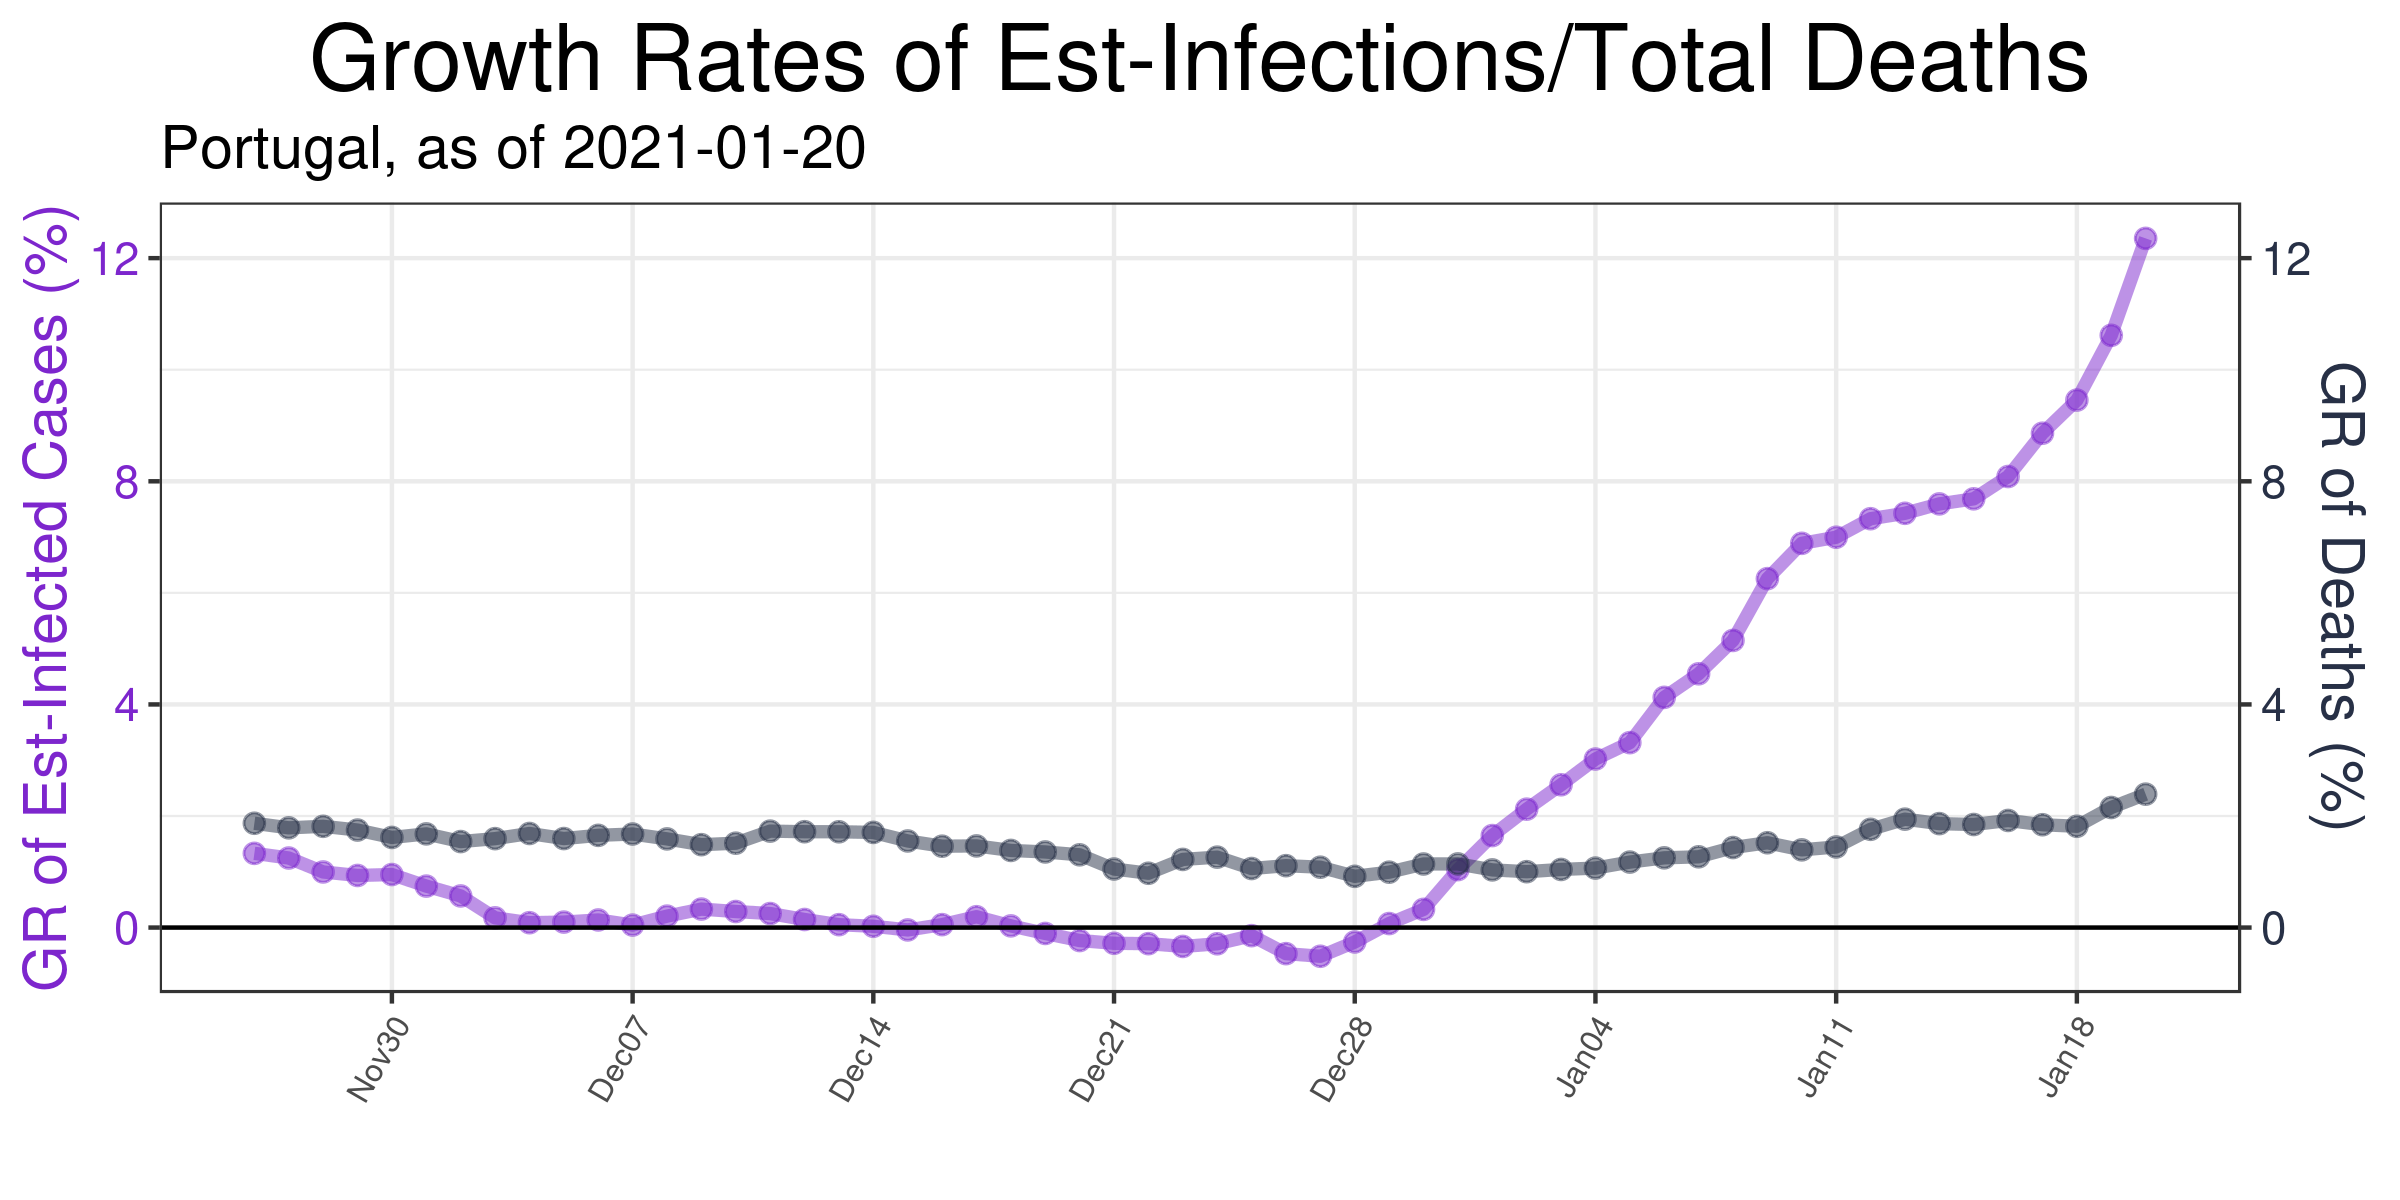 Growth Rates of Est-Infections/Total Deaths
Portugal, as of 2021-01-20
GR of Est-Infected Cases (%)
12
8
4
0
12
8
4
0
GR of Deaths (%)
Nov30
Dec07
Dec14
Dec21
Dec28
Jan04
Jan11
Jan18